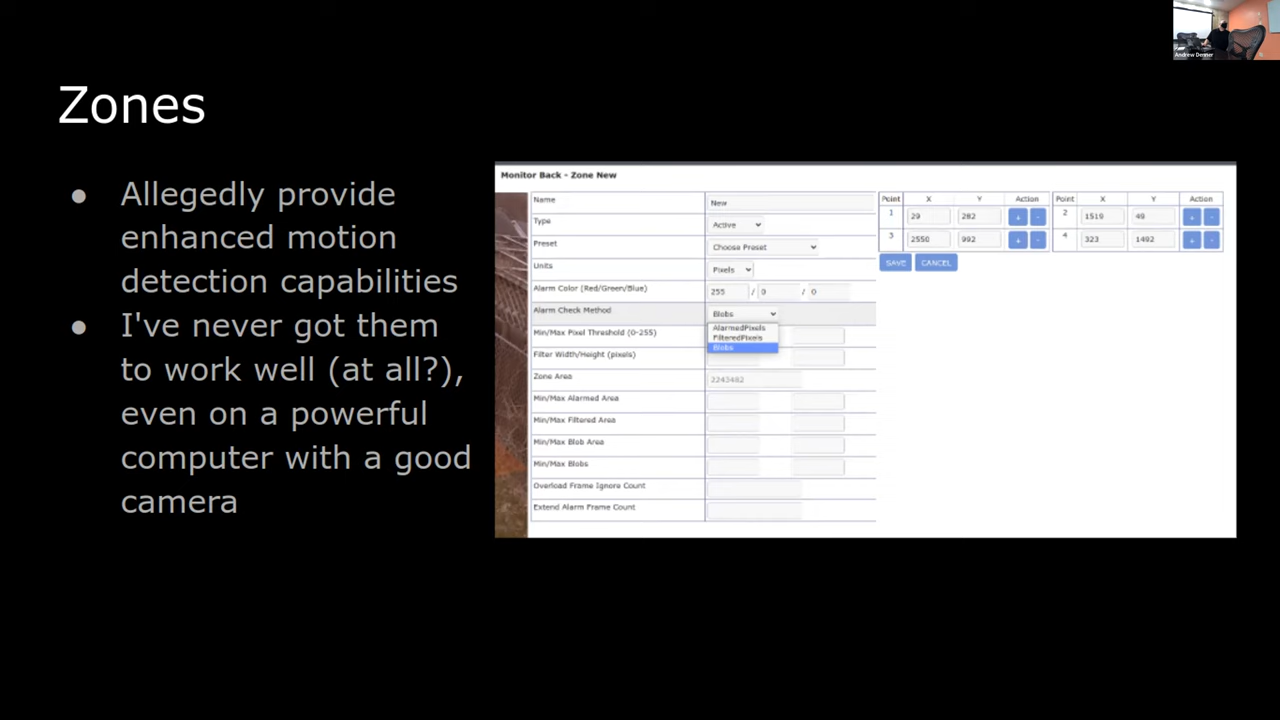 Andrew Denner
Zones
● Allegedly provide
enhanced motion
detection capabilities
● I've never got them
to work well (at all?),
even on a powerful
computer with a good
camera
Monitor Back - Zone New
Name New
Type Active
Preset Choose Preset
Units Pixels
Alarm Color (Red/Green/Blue) 255 / 0 / 0
Alarm Check Method Blobs
AlarmedPixels
FilteredPixels
Blobs
Min/Max Pixel Threshold (0-255)
Filter Width/Height (pixels)
Zone Area 2243482
Min/Max Alarmed Area
Min/Max Filtered Area
Min/Max Blob Area
Min/Max Blobs
Overload Frame Ignore Count
Extend Alarm Frame Count
Point X Y Action Point X Y Action
1 29 282 + - 2 1519 49 + -
3 2550 992 + - 4 323 1492 + -
SAVE CANCEL